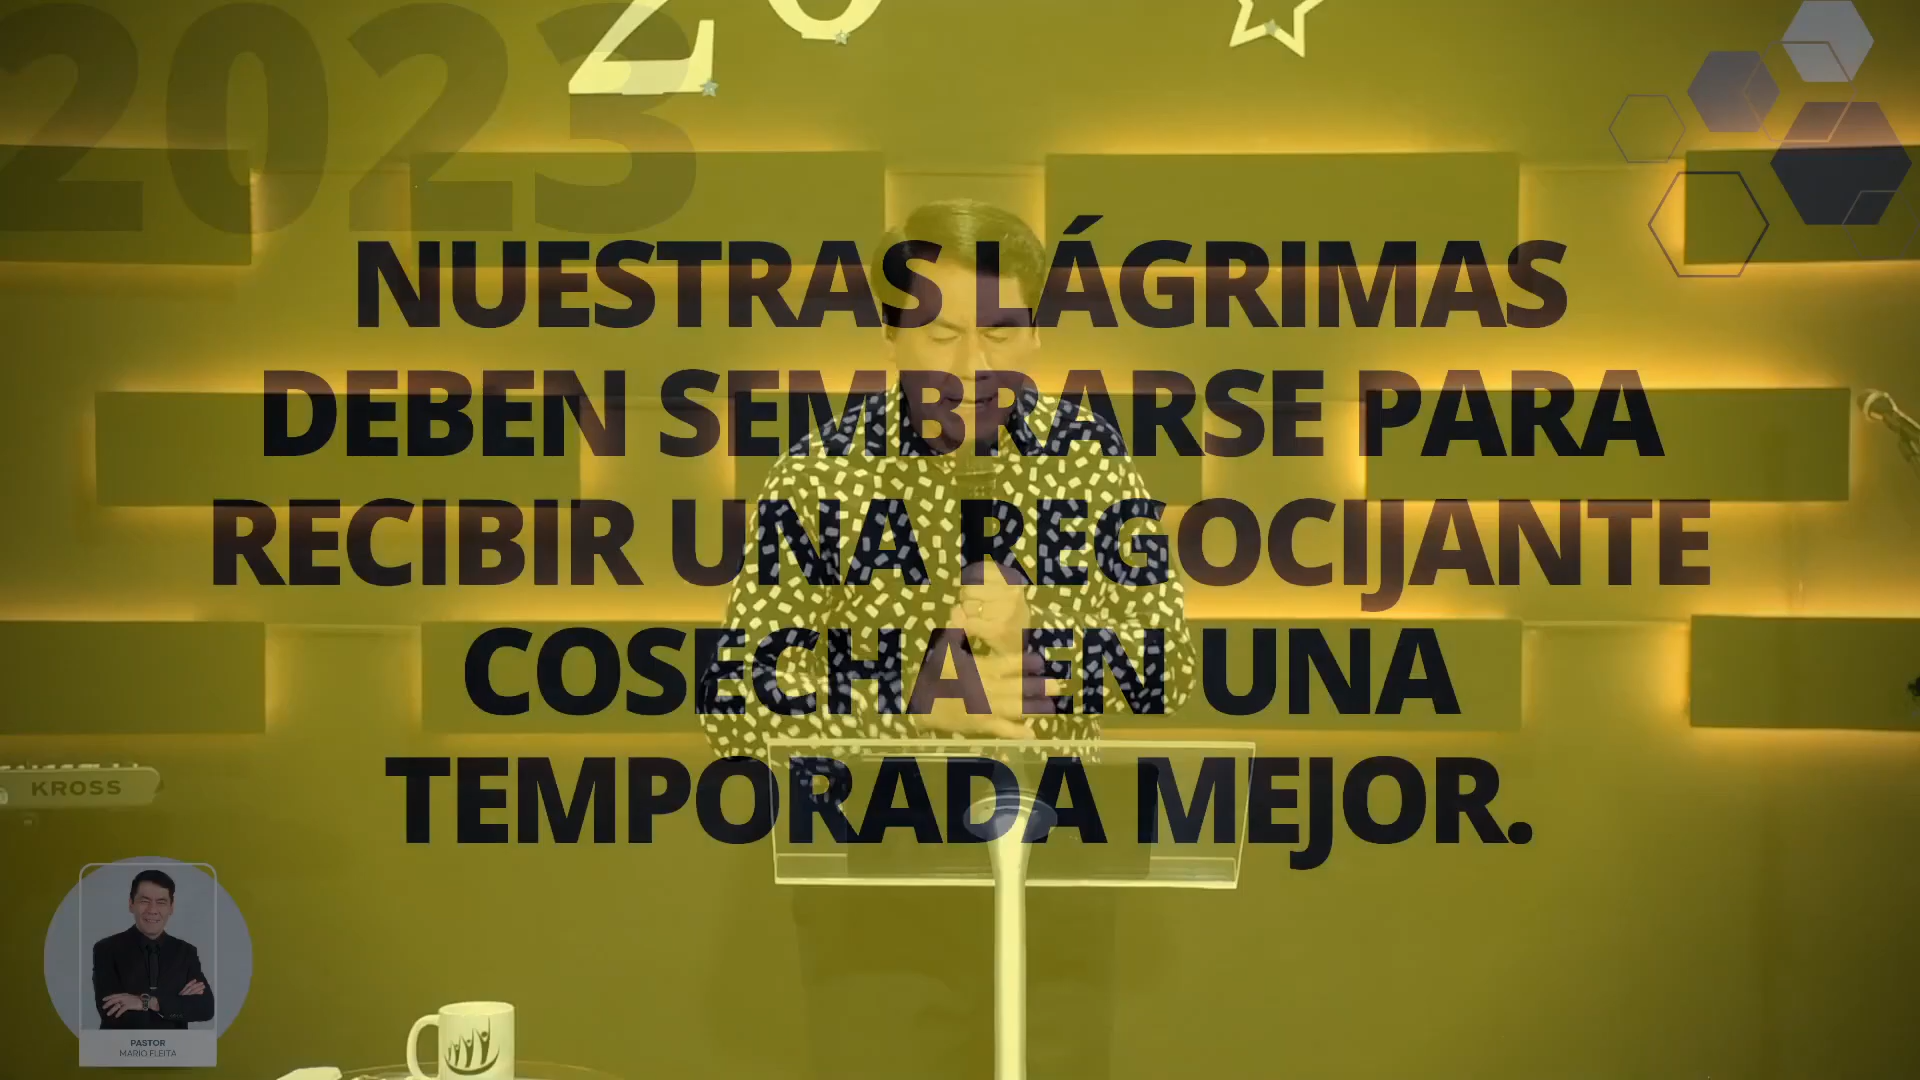 2023
NUESTRAS LÁGRIMAS
DEBEN SEMBRARSE PARA
RECIBIR UNA REGOCIJANTE
COSECHA EN UNA
TEMPORADA MEJOR.
KROSS
PASTOR
MARIO FLEITA